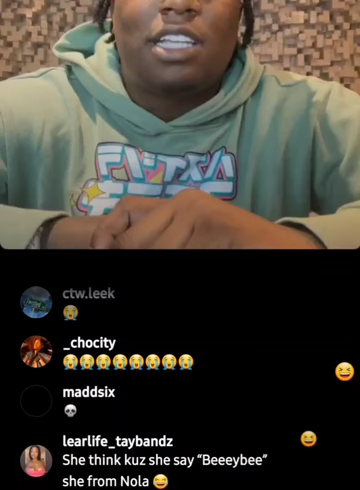 ctw.leek
😭
_chocity
😭😭😭😭😭😭😭😭
maddsix
💀
learlife_taybandz
She think kuz she say “Beeeybee”
she from Nola 😅